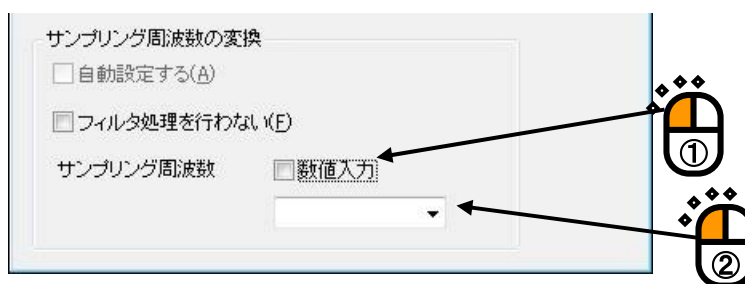 サンプリング周波数の変換
自動設定する(A)
フィルタ処理を行わない(F)
サンプリング周波数 数値入力
①
②